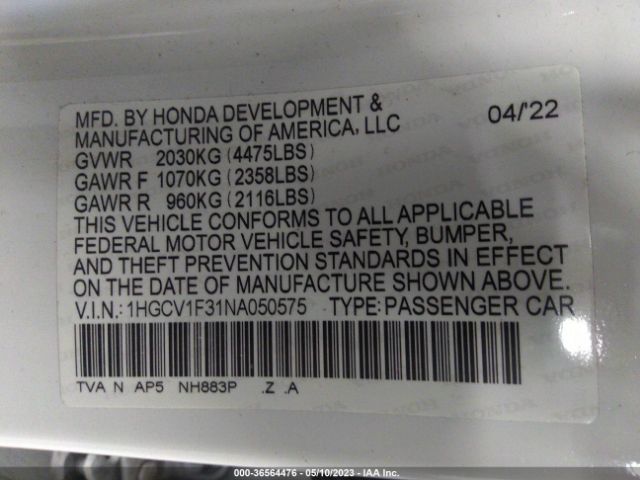 MFD. BY HONDA DEVELOPMENT & 04/'22
MANUFACTURING OF AMERICA, LLC
GVWR 2030KG (4475LBS)
GAWR F 1070KG (2358LBS)
GAWR R 960KG (2116LBS)
THIS VEHICLE CONFORMS TO ALL APPLICABLE
FEDERAL MOTOR VEHICLE SAFETY, BUMPER,
AND THEFT PREVENTION STANDARDS IN EFFECT
ON THE DATE OF MANUFACTURE SHOWN ABOVE.
V.I.N.:1HGCV1F31NA050575 TYPE:PASSENGER CAR
TVA N AP5 NH883P .Z .A
000-36564476 - 05/10/2023 - IAA Inc.